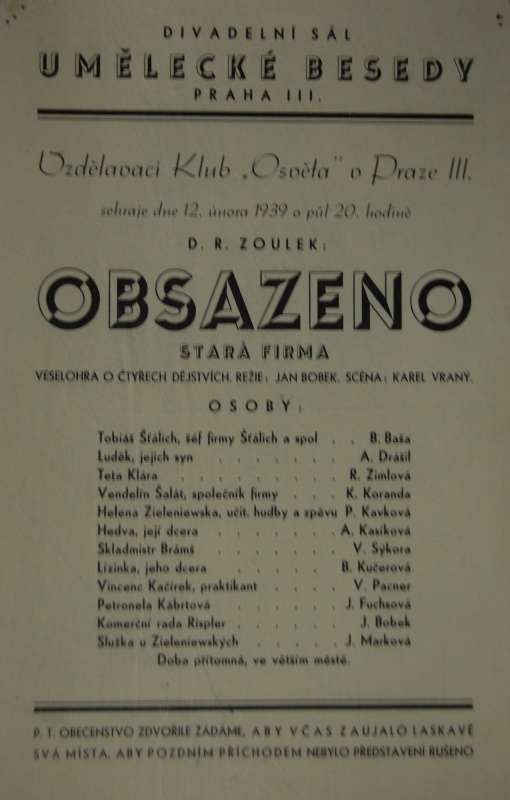 DIVADELNÍ SÁL
UMĚLECKÉ BESEDY
PRAHA III.
Vzdělavací Klub „Osvěta" v Praze III.
sehraje dne 12. února 1939 o půl 20. hodině
D. R. ZOULEK:
OBSAZENO
STARÁ FIRMA
VESELOHRA O ČTYŘECH DĚJSTVÍCH. REŽIE: JAN BOBEK. SCÉNA: KAREL VRANÝ.
OSOBY:
Tobiáš Šťálich, šéf firmy Šťálich a spol . . B. Baša
Luděk, jejich syn . . . . . . . A. Drášil
Teta Klára . . . . . . . . . R. Zimlová
Vendelín Šalát, společník firmy . . . K. Koranda
Helena Zieleniewska, učit. hudby a zpěvu P. Kavková
Hedva, její dcera . . . . . . A. Kasíková
Skladmistr Brámš . . . . . . . V. Sýkora
Lízinka, jeho dcera . . . . . . B. Kučerová
Vincenc Kačírek, praktikant . . . . V. Pacner
Petronela Kábrtová . . . . . J. Fuchsová
Komerční rada Rispler . . . . . . J. Bobek
Služka u Zieleniewských . . . . . J. Marková
Doba přítomná, ve větším městě.
P. T. OBECENSTVO ZDVOŘILE ŽÁDÁME, ABY VČAS ZAUJALO LASKAVĚ
SVÁ MÍSTA, ABY POZDNÍM PŘÍCHODEM NEBYLO PŘEDSTAVENÍ RUŠENO